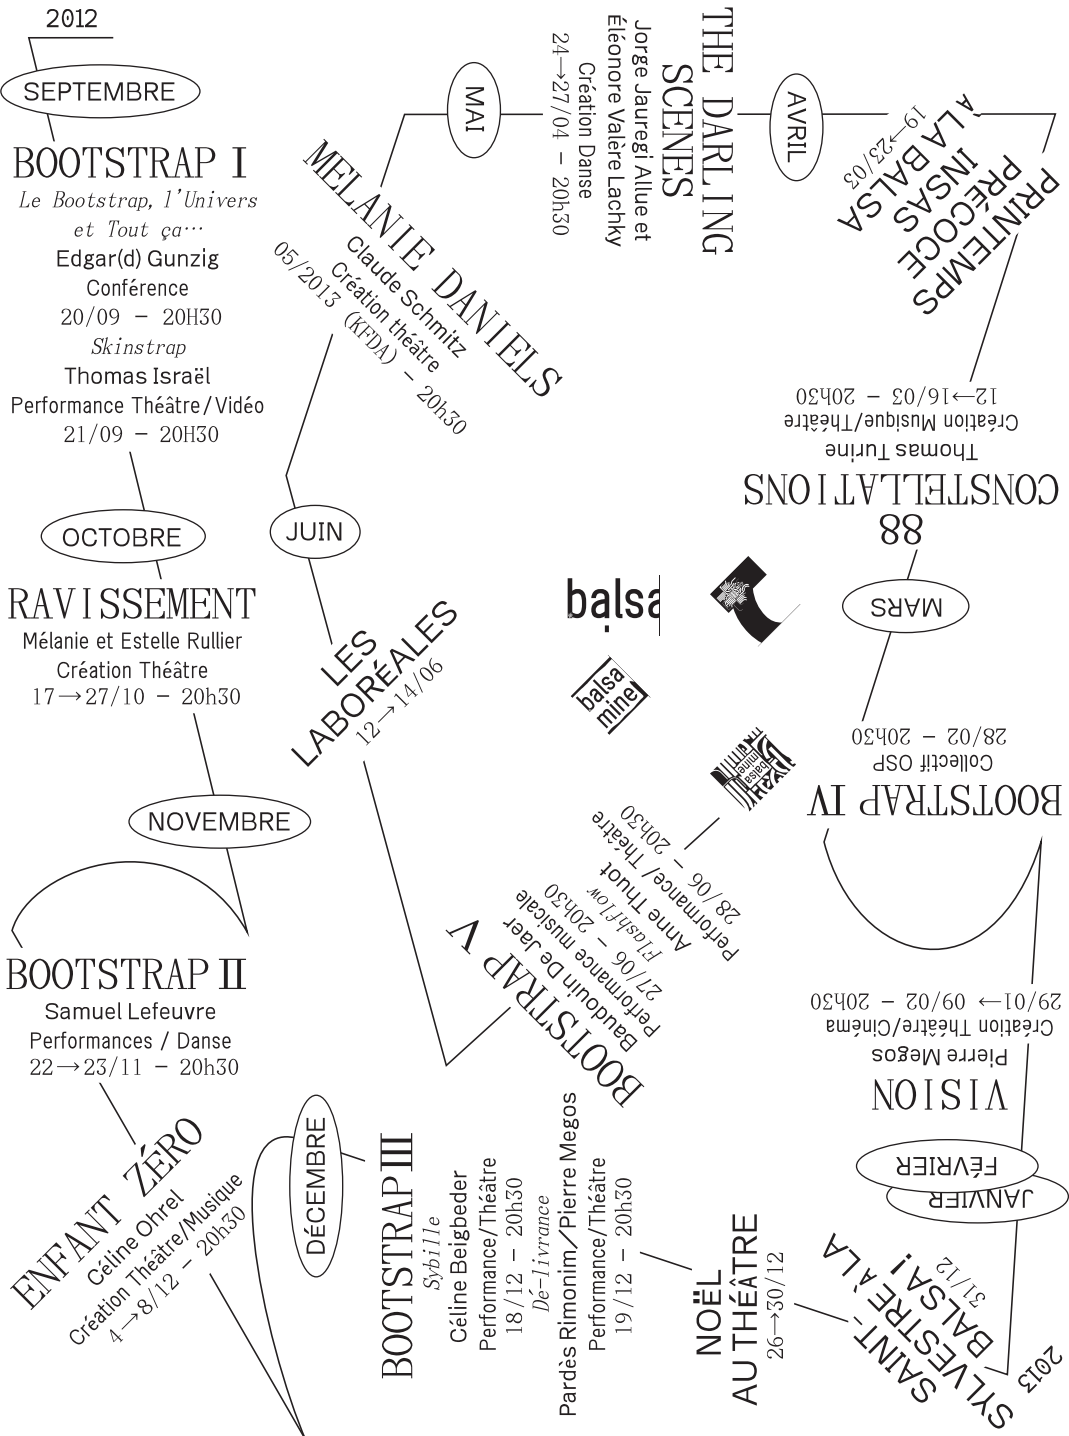 2012
SEPTEMBRE
BOOTSTRAP I
Le Bootstrap, l'Univers
et Tout ça…
Edgar(d) Gunzig
Conférence
20/09 – 20H30
Skinstrap
Thomas Israël
Performance Théâtre/Vidéo
21/09 – 20H30
OCTOBRE
RAVISSEMENT
Mélanie et Estelle Rullier
Création Théâtre
17→27/10 – 20h30
NOVEMBRE
BOOTSTRAP II
Samuel Lefeuvre
Performances / Danse
22→23/11 – 20h30
ENFANT ZÉRO
Céline Ohrel
Création Théâtre/Musique
4→8/12 – 20h30
DÉCEMBRE
BOOTSTRAP III
Sybille
Céline Beigbeder
Performance/Théâtre
18/12 – 20h30
Dé-livrance
Pardès Rimonim/Pierre Megos
Performance/Théâtre
19/12 – 20h30
NOËL
AU THÉÂTRE
26→30/12
SAINT-
SYLVESTRE À LA
BALSA !
31/12
2013
JANVIER
FÉVRIER
VISION
Pierre Megos
Création Théâtre/Cinéma
29/01→ 09/02 – 20h30
BOOTSTRAP IV
Collectif OSP
28/02 – 20h30
MARS
88
CONSTELLATIONS
Thomas Turine
Création Musique/Théâtre
12→16/03 – 20h30
PRINTEMPS
PRÉCOCE
INSAS
À LA BALSA
19→23/03
AVRIL
THE DARLING
SCENES
Jorge Jauregi Allue et
Éléonore Valère Lachky
Création Danse
24→27/04 – 20h30
MAI
MELANIE DANIELS
Claude Schmitz
Création théâtre
05/2013 (KFDA) – 20h30
JUIN
LES
LABORÉALES
12→14/06
BOOTSTRAP V
Baudouin De Jaer
Performance musicale
27/06 – 20h30
Flashflow
Anne Thuot
Performance/Théâtre
28/06 – 20h30
balsa
balsa
mine
balsa
mine